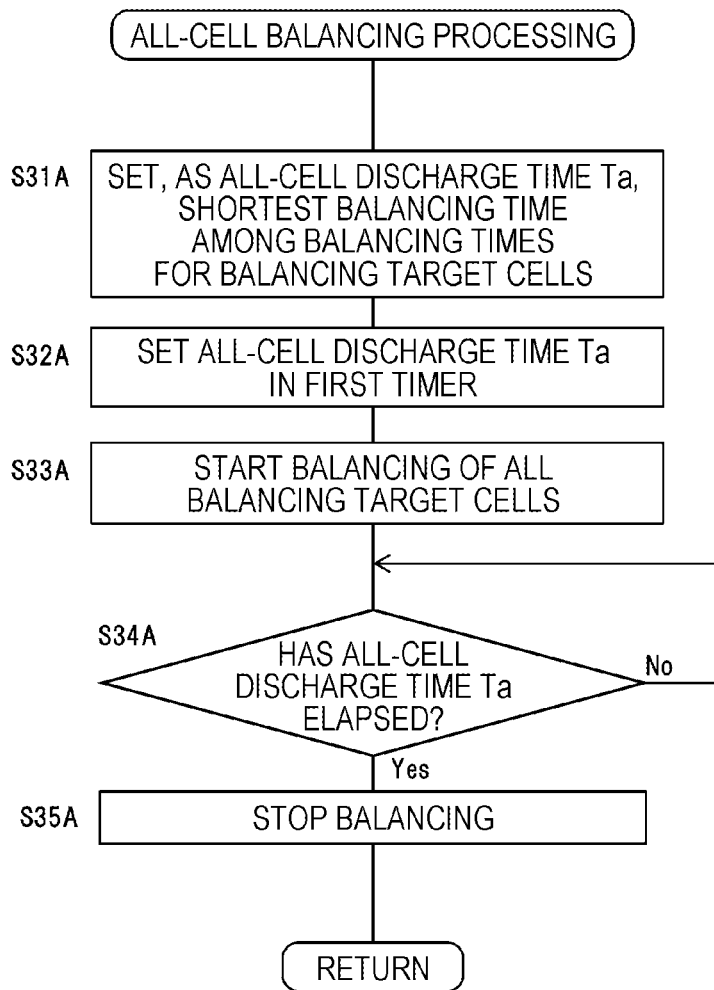 ALL-CELL BALANCING PROCESSING
S31A
SET, AS ALL-CELL DISCHARGE TIME Ta,
SHORTEST BALANCING TIME
AMONG BALANCING TIMES
FOR BALANCING TARGET CELLS
S32A
SET ALL-CELL DISCHARGE TIME Ta
IN FIRST TIMER
S33A
START BALANCING OF ALL
BALANCING TARGET CELLS
S34A
HAS ALL-CELL
DISCHARGE TIME Ta
ELAPSED?
No
Yes
S35A
STOP BALANCING
RETURN